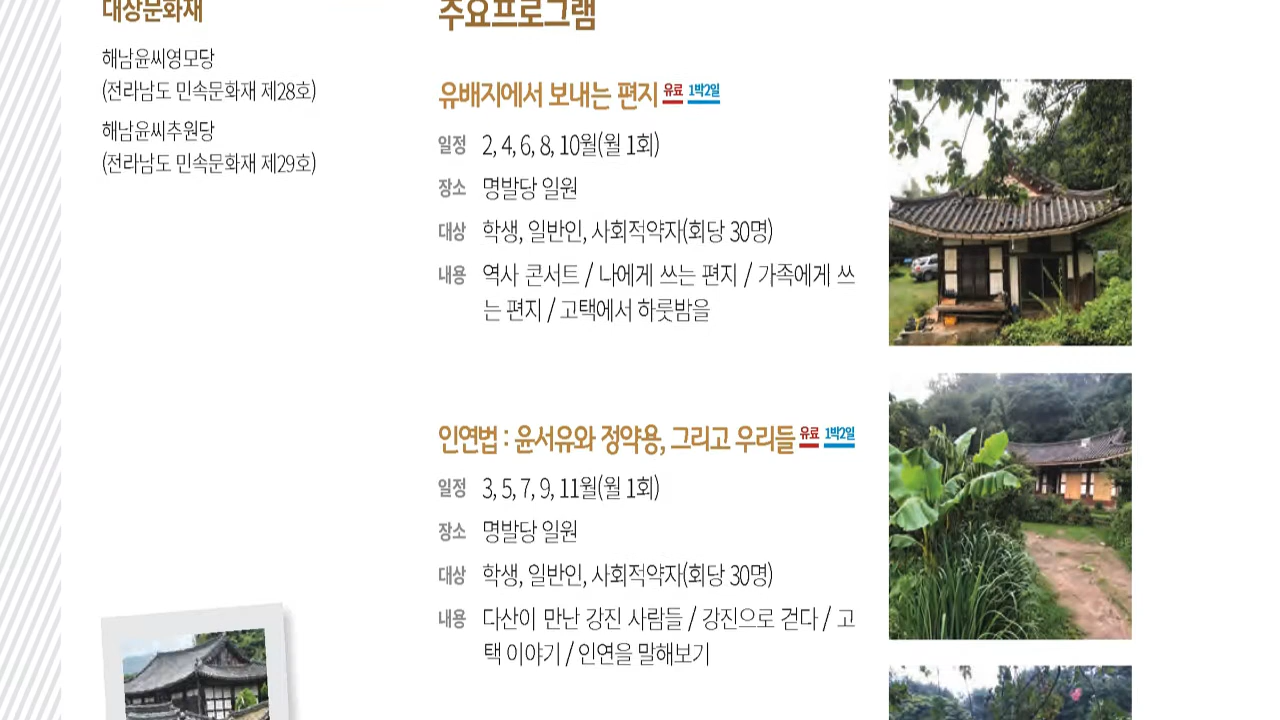 대상문화재
해남윤씨영모당
(전라남도 민속문화재 제28호)
해남윤씨추원당
(전라남도 민속문화재 제29호)
주요프로그램
유배지에서 보내는 편지 유료 1박2일
일정 2, 4, 6, 8, 10월(월 1회)
장소 명발당 일원
대상 학생, 일반인, 사회적약자(회당 30명)
내용 역사 콘서트 / 나에게 쓰는 편지 / 가족에게 쓰
는 편지 / 고택에서 하룻밤을
인연법 : 윤서유와 정약용, 그리고 우리들 유료 1박2일
일정 3, 5, 7, 9, 11월(월 1회)
장소 명발당 일원
대상 학생, 일반인, 사회적약자(회당 30명)
내용 다산이 만난 강진 사람들 / 강진으로 걷다 / 고
택 이야기 / 인연을 말해보기